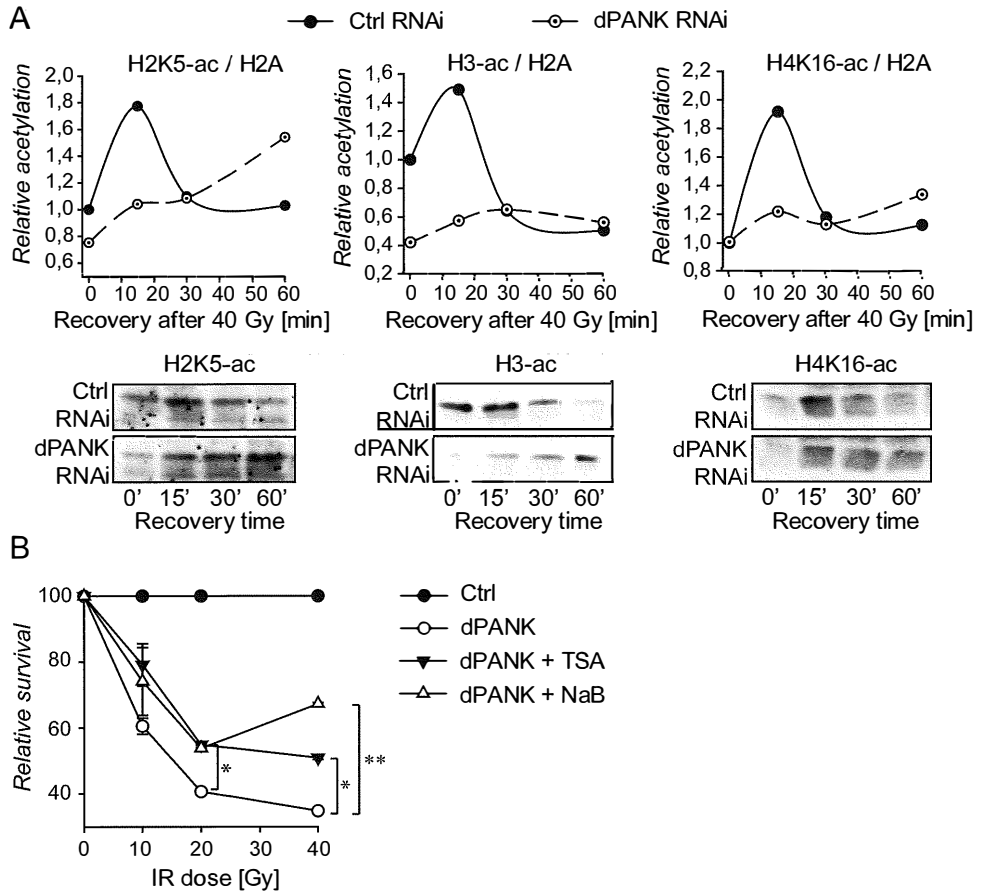 A
Ctrl RNAi
dPANK RNAi
H2K5-ac / H2A
H3-ac / H2A
H4K16-ac / H2A
Relative acetylation
2,0
1,8
1,6
1,4
1,2
1,0
0,8
0,6
0 10 20 30 40 50 60
Recovery after 40 Gy [min]
Relative acetylation
1,6
1,4
1,2
1,0
0,8
0,6
0,4
0,2
0 10 20 30 40 50 60
Recovery after 40 Gy [min]
Relative acetylation
2,2
2,0
1,8
1,6
1,4
1,2
1,0
0,8
0 10 20 30 40 50 60
Recovery after 40 Gy [min]
H2K5-ac
Ctrl
RNAi
dPANK
RNAi
0' 15' 30' 60'
Recovery time
H3-ac
Ctrl
RNAi
dPANK
RNAi
0' 15' 30' 60'
Recovery time
H4K16-ac
Ctrl
RNAi
dPANK
RNAi
0' 15' 30' 60'
Recovery time
B
Relative survival
100
80
60
40
0 10 20 30 40
IR dose [Gy]
*
*
**
Ctrl
dPANK
dPANK + TSA
dPANK + NaB